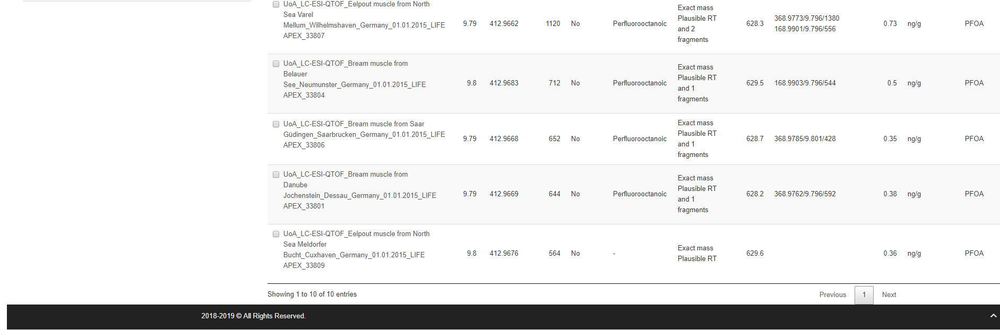 UoA_LC-ESI-QTOF_Eelpout muscle from North
Sea Varel
Mellum_Wilhelmshaven_Germany_01.01.2015_LIFE
APEX_33807
9.79 412.9662 1120 No Perfluorooctanoic
Exact mass
Plausible RT
and 2
fragments
628.3
368.9773/9.796/1380
168.9901/9.796/556
0.73 ng/g PFOA
UoA_LC-ESI-QTOF_Bream muscle from
Belauer
See_Neumunster_Germany_01.01.2015_LIFE
APEX_33804
9.8 412.9683 712 No Perfluorooctanoic
Exact mass
Plausible RT
and 1
fragments
629.5 168.9903/9.796/544 0.5 ng/g PFOA
UoA_LC-ESI-QTOF_Bream muscle from Saar
Güdingen_Saarbrucken_Germany_01.01.2015_LIFE
APEX_33806
9.79 412.9668 652 No Perfluorooctanoic
Exact mass
Plausible RT
and 1
fragments
628.7 368.9785/9.801/428 0.35 ng/g PFOA
UoA_LC-ESI-QTOF_Bream muscle from
Danube
Jochenstein_Dessau_Germany_01.01.2015_LIFE
APEX_33801
9.79 412.9669 644 No Perfluorooctanoic
Exact mass
Plausible RT
and 1
fragments
628.2 368.9762/9.796/592 0.38 ng/g PFOA
UoA_LC-ESI-QTOF_Eelpout muscle from North
Sea Meldorfer
Bucht_Cuxhaven_Germany_01.01.2015_LIFE
APEX_33809
9.8 412.9676 564 No -
Exact mass
Plausible RT
629.6 0.36 ng/g PFOA
Showing 1 to 10 of 10 entries
Previous 1 Next
2018-2019 © All Rights Reserved.